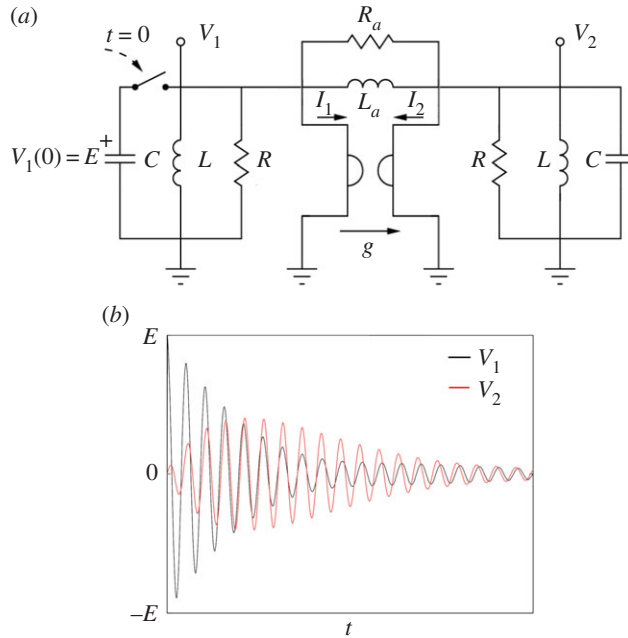 (a)
t = 0
V1
Ra
V2
I1
La
I2
V1(0) = E
+
C
L
R
R
L
C
g
(b)
E
V1
V2
0
–E
t